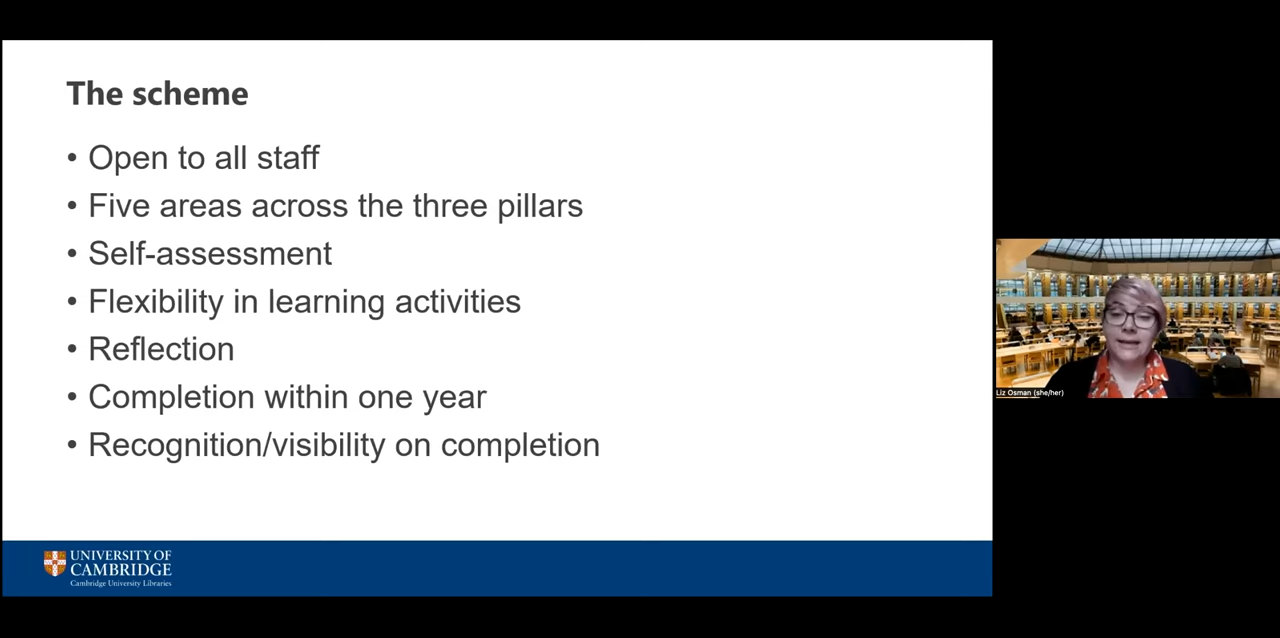 The scheme
• Open to all staff
• Five areas across the three pillars
• Self-assessment
• Flexibility in learning activities
• Reflection
• Completion within one year
• Recognition/visibility on completion
UNIVERSITY OF
CAMBRIDGE
Cambridge University Libraries
Liz Osman (she/her)